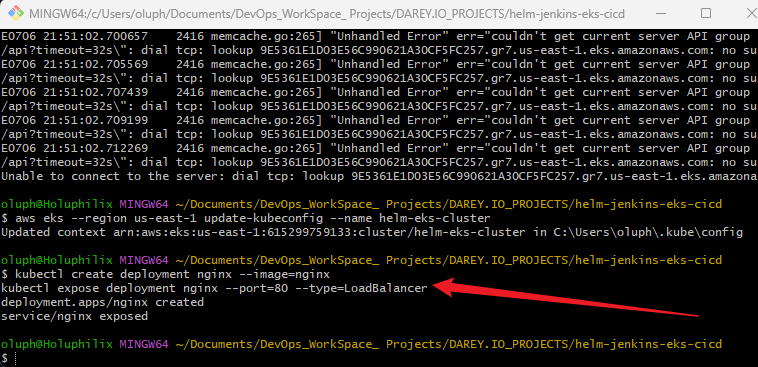 MINGW64:/c/Users/oluph/Documents/DevOps_WorkSpace_ Projects/DAREY.IO_PROJECTS/helm-jenkins-eks-cicd
E0706 21:51:02.700657    2416 memcache.go:265] "Unhandled Error" err="couldn't get current server API group
/api?timeout=32s\": dial tcp: lookup 9E5361E1D03E56C990621A3OCF5FC257.gr7.us-east-1.eks.amazonaws.com: no su
E0706 21:51:02.705569    2416 memcache.go:265] "Unhandled Error" err="couldn't get current server API group
/api?timeout=32s\": dial tcp: lookup 9E5361E1D03E56C990621A3OCF5FC257.gr7.us-east-1.eks.amazonaws.com: no su
E0706 21:51:02.707439    2416 memcache.go:265] "Unhandled Error" err="couldn't get current server API group
/api?timeout=32s\": dial tcp: lookup 9E5361E1D03E56C990621A3OCF5FC257.gr7.us-east-1.eks.amazonaws.com: no su
E0706 21:51:02.709199    2416 memcache.go:265] "Unhandled Error" err="couldn't get current server API group
/api?timeout=32s\": dial tcp: lookup 9E5361E1D03E56C990621A3OCF5FC257.gr7.us-east-1.eks.amazonaws.com: no su
E0706 21:51:02.712269    2416 memcache.go:265] "Unhandled Error" err="couldn't get current server API group
/api?timeout=32s\": dial tcp: lookup 9E5361E1D03E56C990621A3OCF5FC257.gr7.us-east-1.eks.amazonaws.com: no su
Unable to connect to the server: dial tcp: lookup 9E5361E1D03E56C990621A3OCF5FC257.gr7.us-east-1.eks.amazona
oluph@Holuphilix MINGW64 ~/Documents/DevOps_WorkSpace_ Projects/DAREY.IO_PROJECTS/helm-jenkins-eks-cicd
$ aws eks --region us-east-1 update-kubeconfig --name helm-eks-cluster
Updated context arn:aws:eks:us-east-1:615299759133:cluster/helm-eks-cluster in C:\Users\oluph\.kube\config
oluph@Holuphilix MINGW64 ~/Documents/DevOps_WorkSpace_ Projects/DAREY.IO_PROJECTS/helm-jenkins-eks-cicd
$ kubectl create deployment nginx --image=nginx
kubectl expose deployment nginx --port=80 --type=LoadBalancer
deployment.apps/nginx created
service/nginx exposed
oluph@Holuphilix MINGW64 ~/Documents/DevOps_WorkSpace_ Projects/DAREY.IO_PROJECTS/helm-jenkins-eks-cicd
$